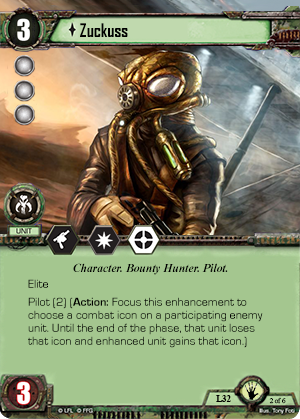 3
Zuckuss
UNIT
Character. Bounty Hunter. Pilot.
Elite
Pilot (2) (Action: Focus this enhancement to
choose a combat icon on a participating enemy
unit. Until the end of the phase, that unit loses
that icon and enhanced unit gains that icon.)
3
L32
2 of 6
© LFL © FFG
Illus. Tony Foti